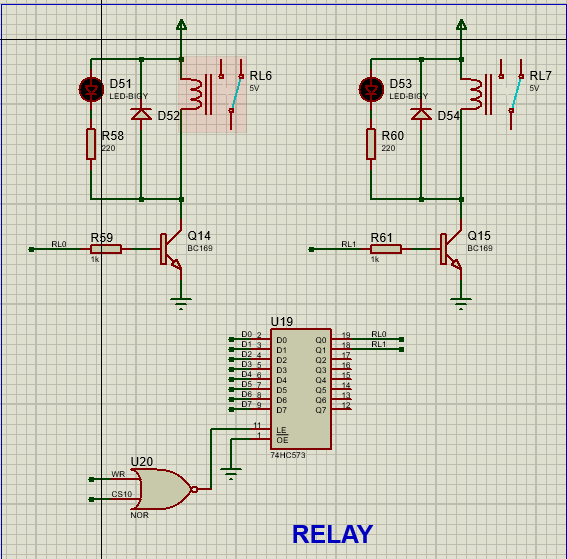 D51
LED-BIGY
D52
R58
220
RL6
5V
D53
LED-BIGY
D54
R60
220
RL7
5V
RL0
R59
1k
Q14
BC169
RL1
R61
1k
Q15
BC169
U19
D0 2 D0 Q0 19 RL0
D1 3 D1 Q1 18 RL1
D2 4 D2 Q2 17
D3 5 D3 Q3 16
D4 6 D4 Q4 15
D5 7 D5 Q5 14
D6 8 D6 Q6 13
D7 9 D7 Q7 12
11 LE
1 OE
74HC573
U20
WR
CS10
NOR
RELAY